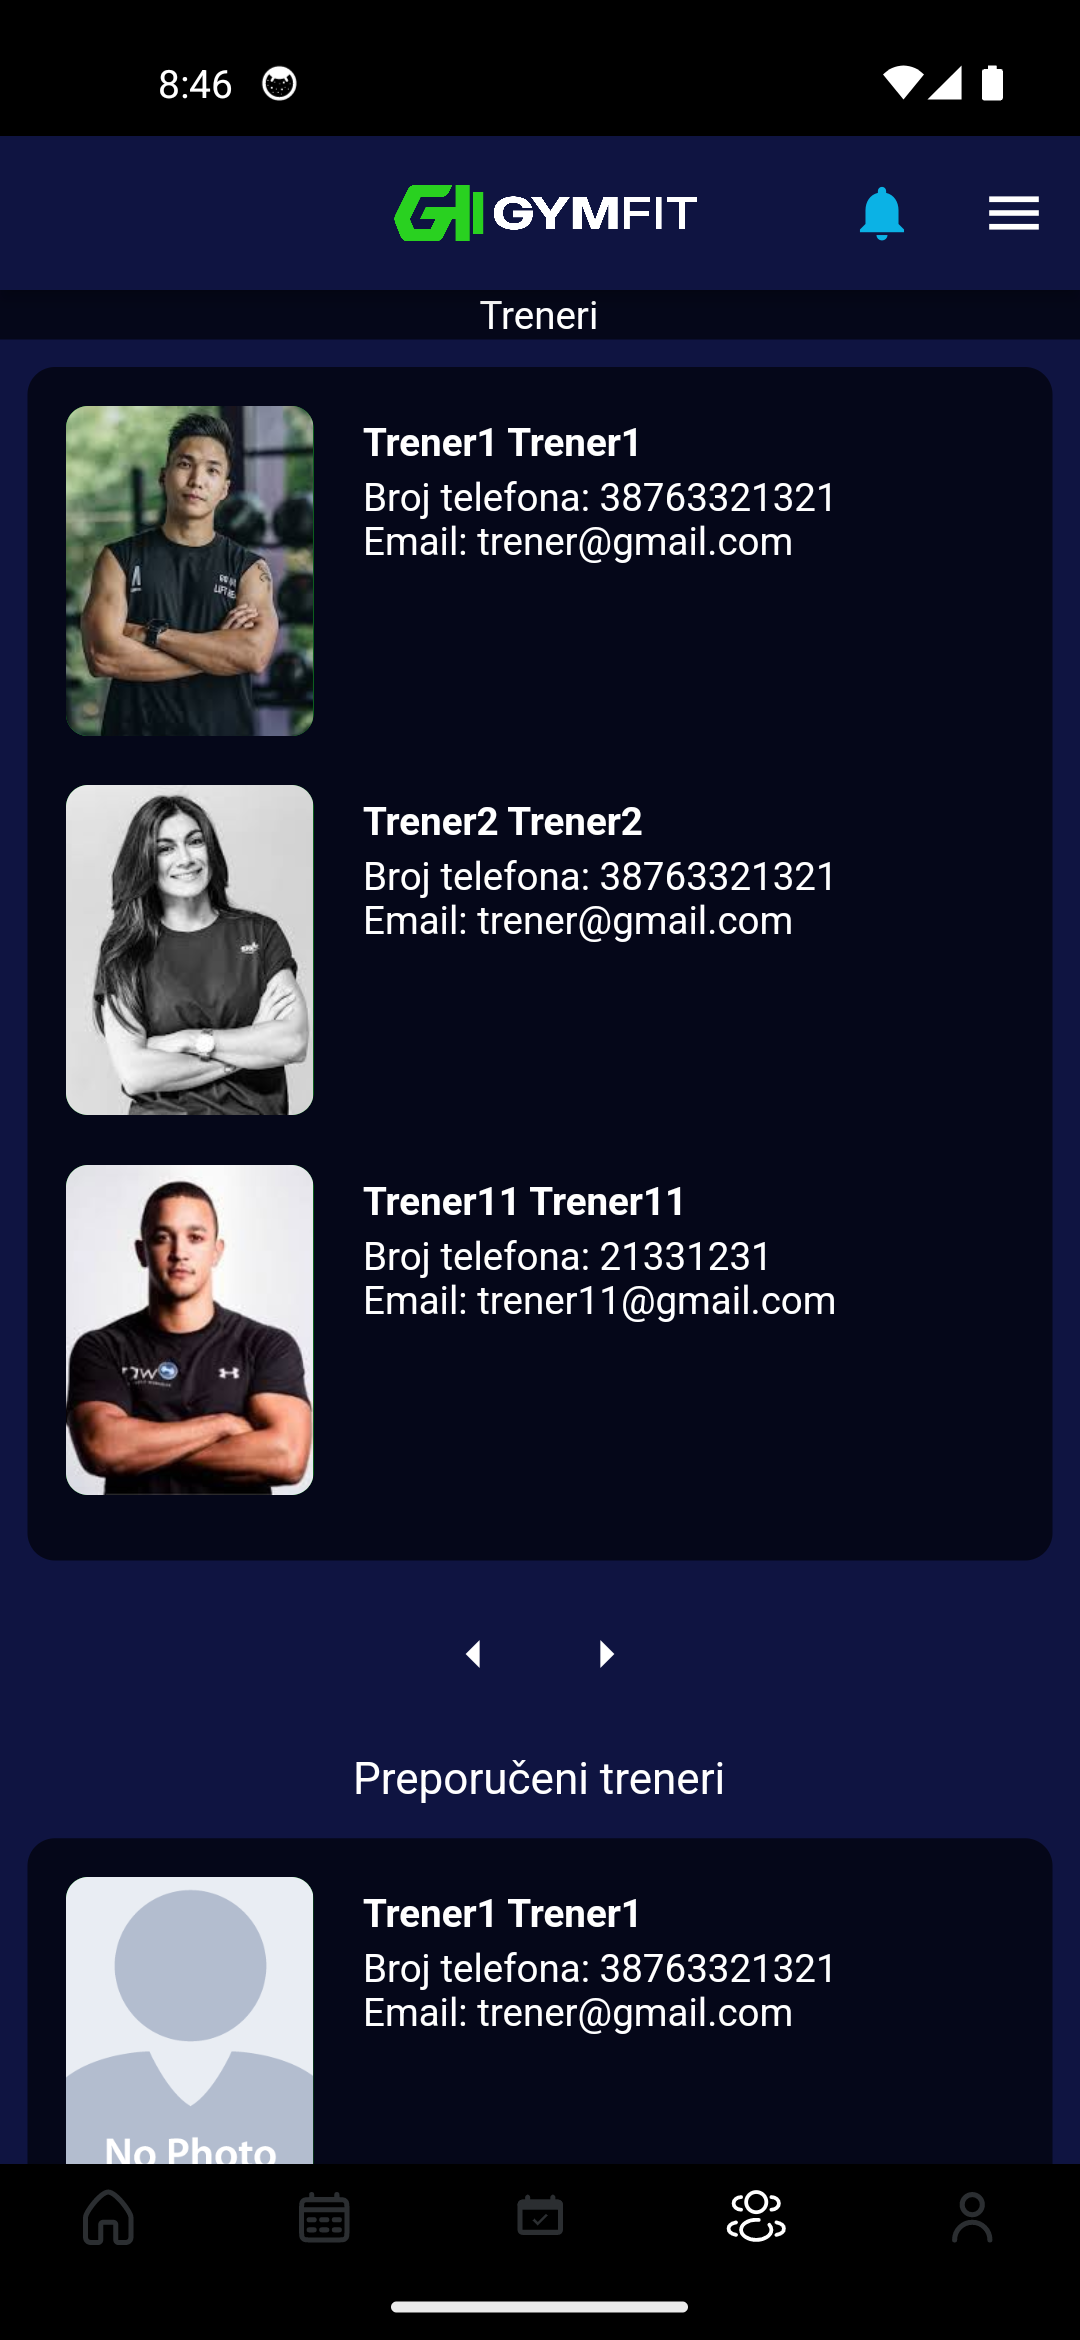 8:46
GYMFIT
Treneri
Trener1 Trener1
Broj telefona: 38763321321
Email: trener@gmail.com
Trener2 Trener2
Broj telefona: 38763321321
Email: trener@gmail.com
Trener11 Trener11
Broj telefona: 21331231
Email: trener11@gmail.com
Preporučeni treneri
Trener1 Trener1
Broj telefona: 38763321321
Email: trener@gmail.com
No Photo